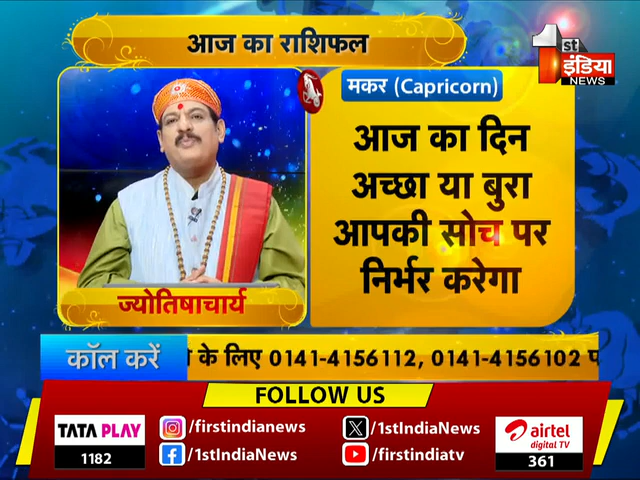 आज का राशिफल
1st
इंडिया
NEWS
मकर (Capricorn)
आज का दिन
अच्छा या बुरा
आपकी सोच पर
निर्भर करेगा
ज्योतिषाचार्य
कॉल करें
के लिए 0141-4156112, 0141-4156102
FOLLOW US
TATA PLAY
1182
/firstindianews
/1stIndiaNews
/1stIndiaNews
/firstindiatv
airtel
digital TV
361